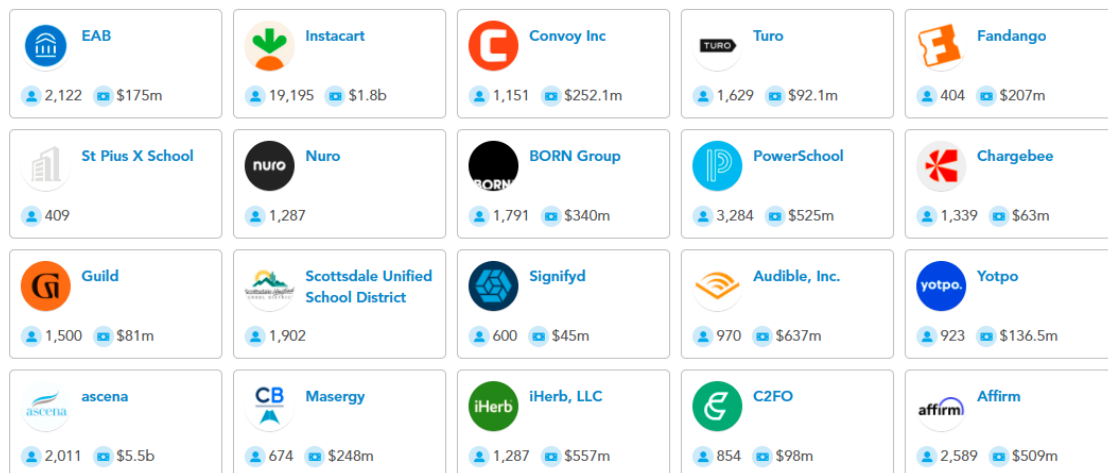 EAB
2,122 $175m
Instacart
19,195 $1.8b
Convoy Inc
1,151 $252.1m
TURO
Turo
1,629 $92.1m
Fandango
404 $207m
St Pius X School
409
nuro
Nuro
1,287
BORN
BORN Group
1,791 $340m
PowerSchool
3,284 $525m
Chargebee
1,339 $63m
Guild
1,500 $81m
Scottsdale Unified
SCHOOL DISTRICT
Scottsdale Unified
School District
1,902
Signifyd
600 $45m
Audible, Inc.
970 $637m
yotpo.
Yotpo
923 $136.5m
ascena
ascena
2,011 $5.5b
CB
Masergy
674 $248m
iHerb
iHerb, LLC
1,287 $557m
C2FO
854 $98m
affirm
Affirm
2,589 $509m